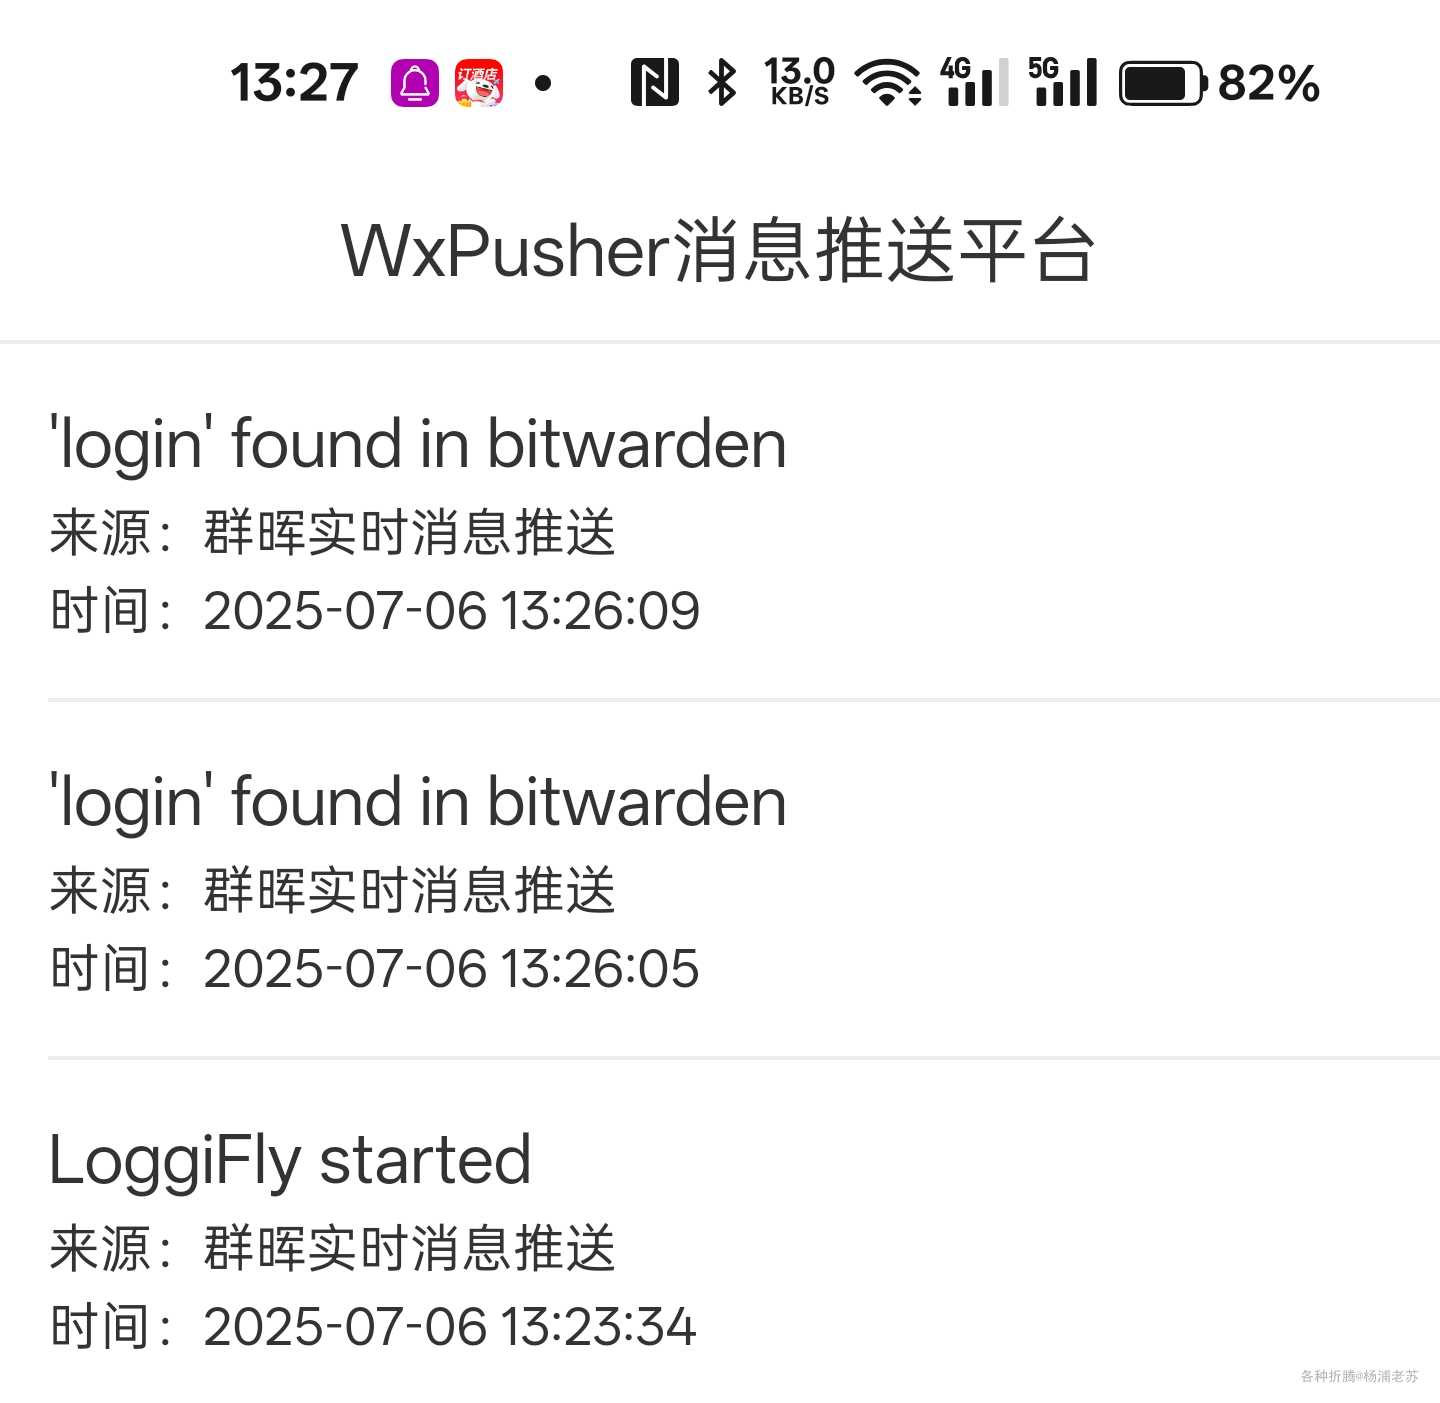 13:27
订酒店
13.0
KB/S
4G
5G
82%
WxPusher消息推送平台
'login' found in bitwarden
来源：群晖实时消息推送
时间：2025-07-06 13:26:09
'login' found in bitwarden
来源：群晖实时消息推送
时间：2025-07-06 13:26:05
LoggiFly started
来源：群晖实时消息推送
时间：2025-07-06 13:23:34
各种折腾@杨浦老苏